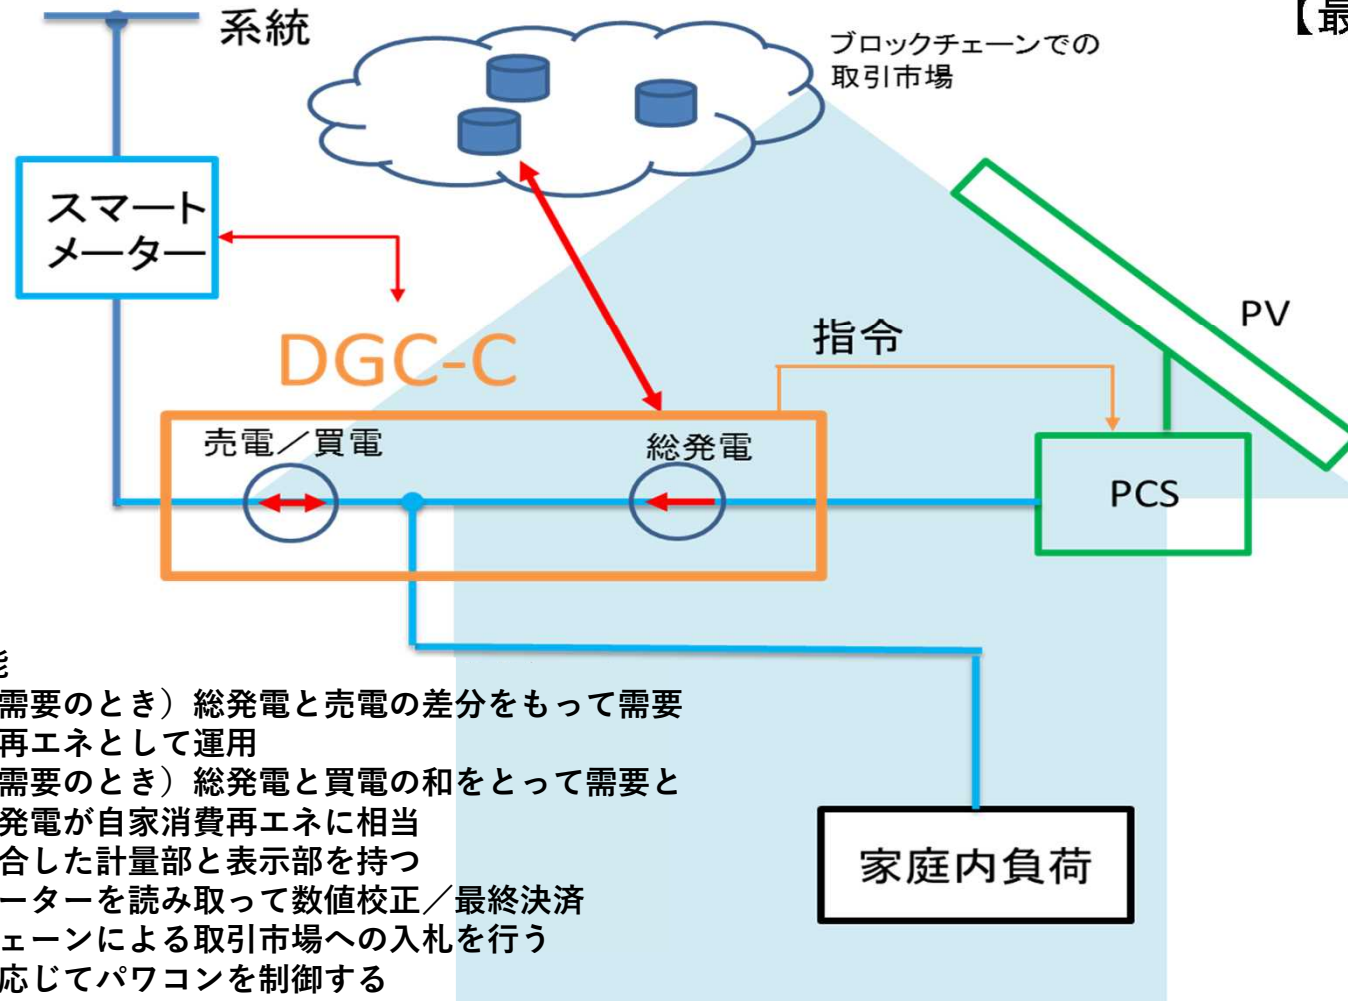 系統
ブロックチェーンでの
取引市場
【最
スマート
メーター
DGC-C
指令
PV
売電／買電
総発電
PCS
能
需要のとき）総発電と売電の差分をもって需要
再エネとして運用
需要のとき）総発電と買電の和をとって需要と
発電が自家消費再エネに相当
合した計量部と表示部を持つ
ーターを読み取って数値校正／最終決済
ェーンによる取引市場への入札を行う
応じてパワコンを制御する
家庭内負荷